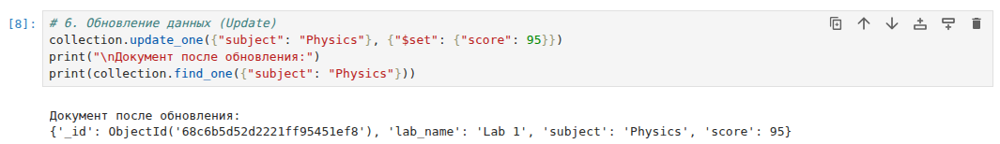 [8]: # 6. Обновление данных (Update)
collection.update_one({"subject": "Physics"}, {"$set": {"score": 95}})
print("\nДокумент после обновления:")
print(collection.find_one({"subject": "Physics"}))
Документ после обновления:
{'_id': ObjectId('68c6b5d52d2221ff95451ef8'), 'lab_name': 'Lab 1', 'subject': 'Physics', 'score': 95}